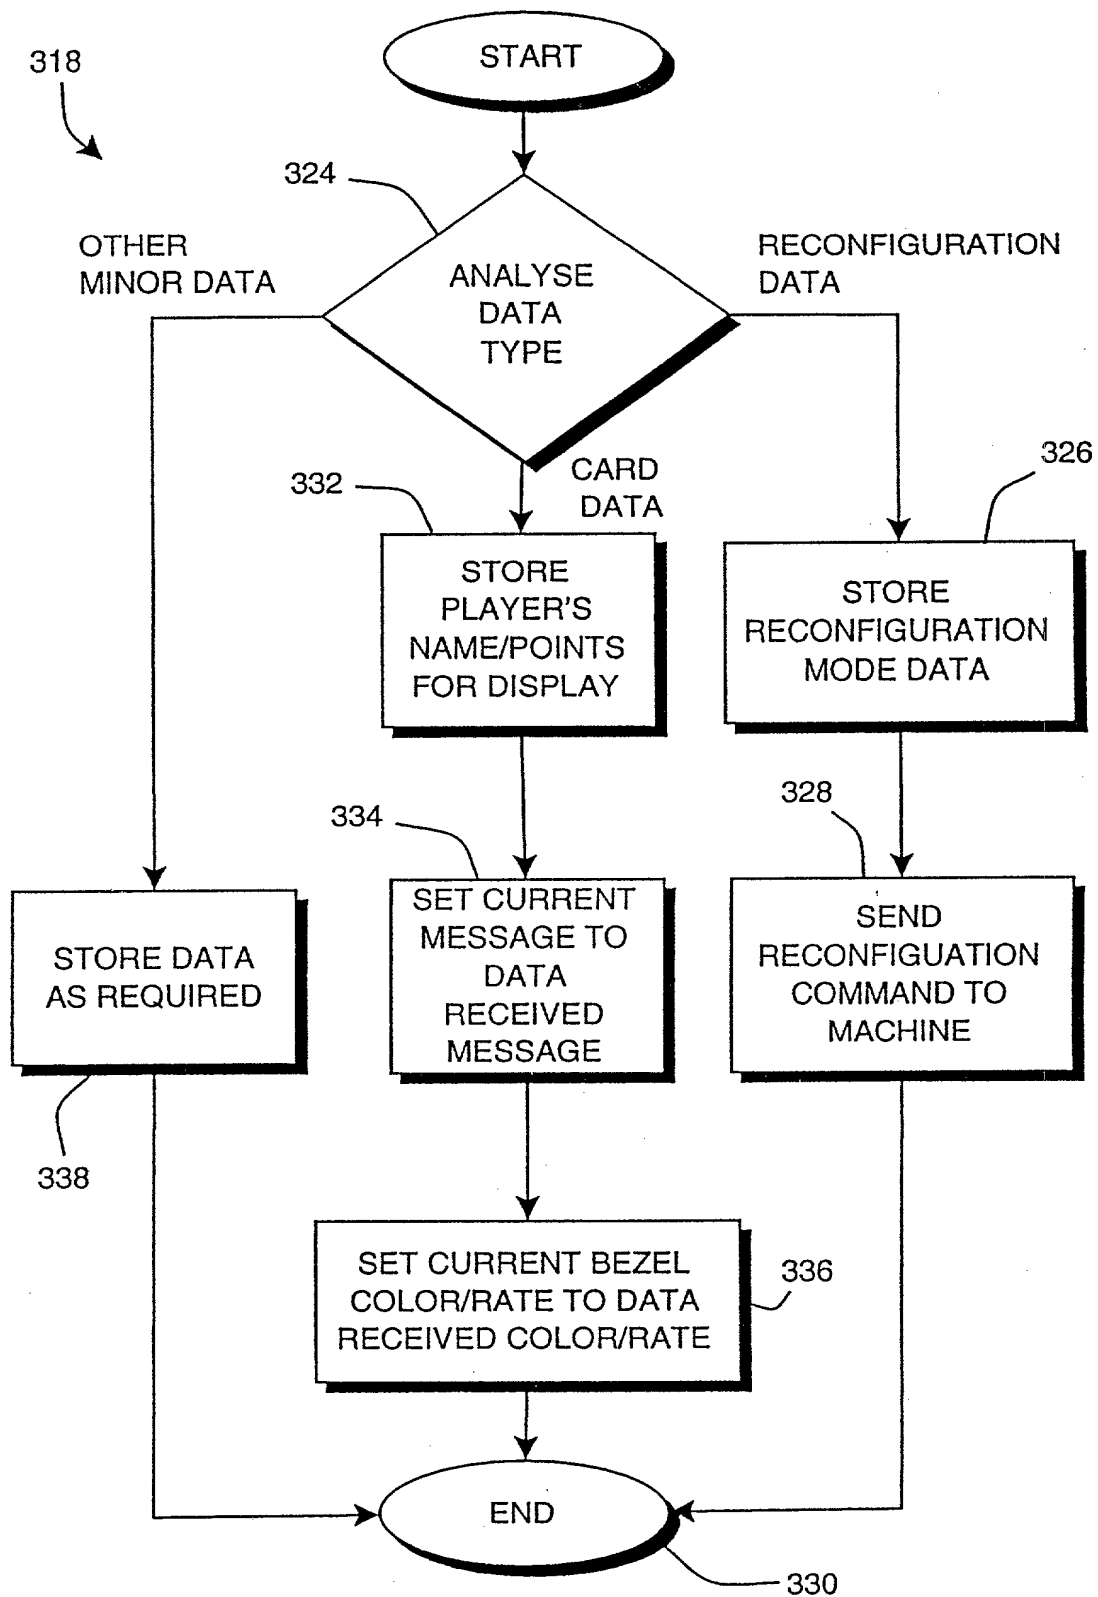 START
318
324
OTHER
MINOR DATA
RECONFIGURATION
DATA
ANALYSE
DATA
TYPE
CARD
DATA
332
326
STORE
PLAYER'S
NAME/POINTS
FOR DISPLAY
STORE
RECONFIGURATION
MODE DATA
334
328
STORE DATA
AS REQUIRED
SET CURRENT
MESSAGE TO
DATA
RECEIVED
MESSAGE
SEND
RECONFIGUATION
COMMAND TO
MACHINE
338
SET CURRENT BEZEL
COLOR/RATE TO DATA
RECEIVED COLOR/RATE
336
END
330